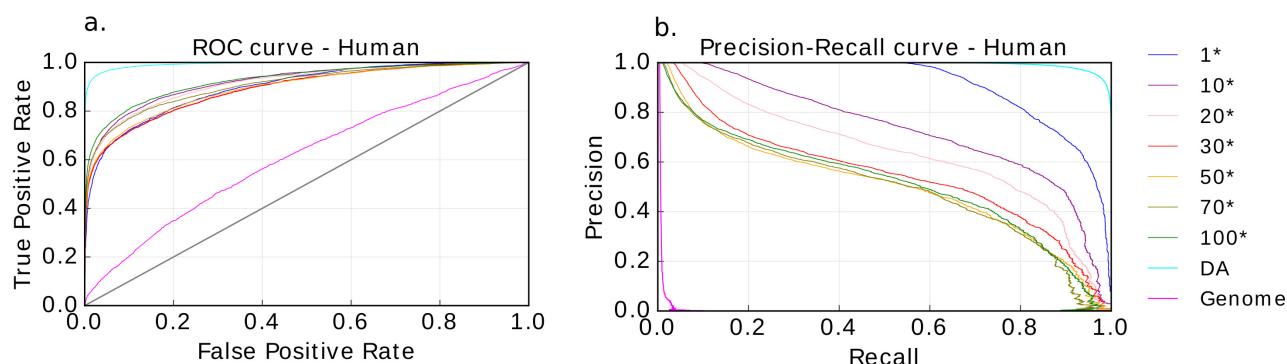 a.
ROC curve - Human
1.0
0.8
0.6
0.4
0.2
0.0
True Positive Rate
0.0 0.2 0.4 0.6 0.8 1.0
False Positive Rate
b.
Precision-Recall curve - Human
1.0
0.8
0.6
0.4
0.2
0.0
Precision
0.0 0.2 0.4 0.6 0.8 1.0
Recall
1*
10*
20*
30*
50*
70*
100*
DA
Genome